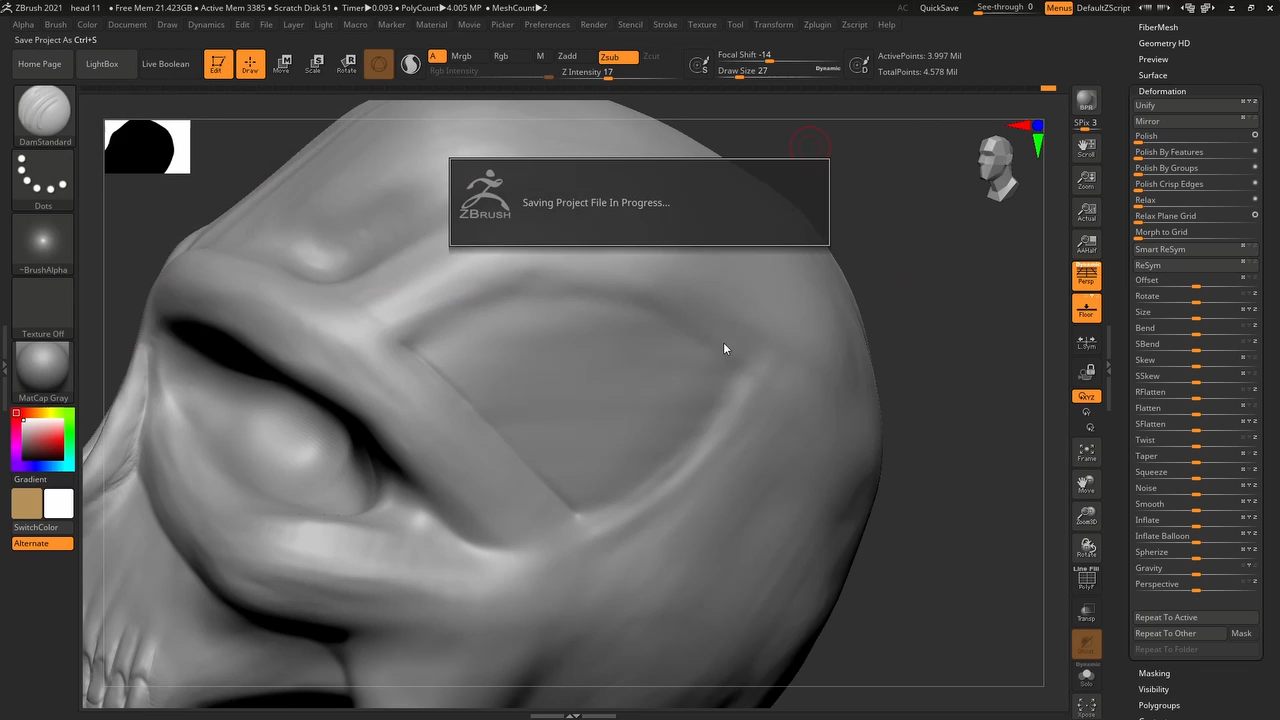 ZBrush 2021 head 11 ● Free Mem 21.423GB ● Active Mem 3385 ● Scratch Disk 51 ● Timer▶0.093 ● PolyCount▶4.005 MP ● MeshCount▶2
AC QuickSave See-through 0 Menus DefaultZScript
Alpha Brush Color Document Draw Dynamics Edit File Draw Light Macro Marker Material Movie Picker Preferences Render Stencil Stroke Texture Tool Transform Zplugin Zscript Help
Save Project As Ctrl+S
Home Page LightBox Live Boolean Edit Draw Move Scale Rotate
A Mrgb Rgb M Zadd Zsub Zcut
Rgb Intensity Z Intensity 17
Focal Shift -14
Draw Size 27 Dynamic
S D
ActivePoints: 3.997 Mil
TotalPoints: 4.578 Mil
DamStandard
Dots
~BrushAlpha
Texture Off
MatCap Gray
Gradient
SwitchColor
Alternate
ZBRUSH
Saving Project File In Progress...
BPR
SPix 3
Scroll
Zoom
Actual
AAHalf
Dynamic
Persp
Floor
L.Sym
XYZ
Frame
Move
Zoom3D
Rotate
Line Fill
PolyF
Transp
Dynamic
Solo
Xpose
FiberMesh
Geometry HD
Preview
Surface
Deformation
Unify
Mirror
Polish
Polish By Features
Polish By Groups
Polish Crisp Edges
Relax
Relax Plane Grid
Morph to Grid
Smart ReSym
ReSym
Offset
Rotate
Size
Bend
SBend
Skew
SSkew
RFlatten
Flatten
SFlatten
Twist
Taper
Squeeze
Noise
Smooth
Inflate
Inflate Balloon
Spherize
Gravity
Perspective
Repeat To Active
Repeat To Other Mask
Repeat To Folder
Masking
Visibility
Polygroups